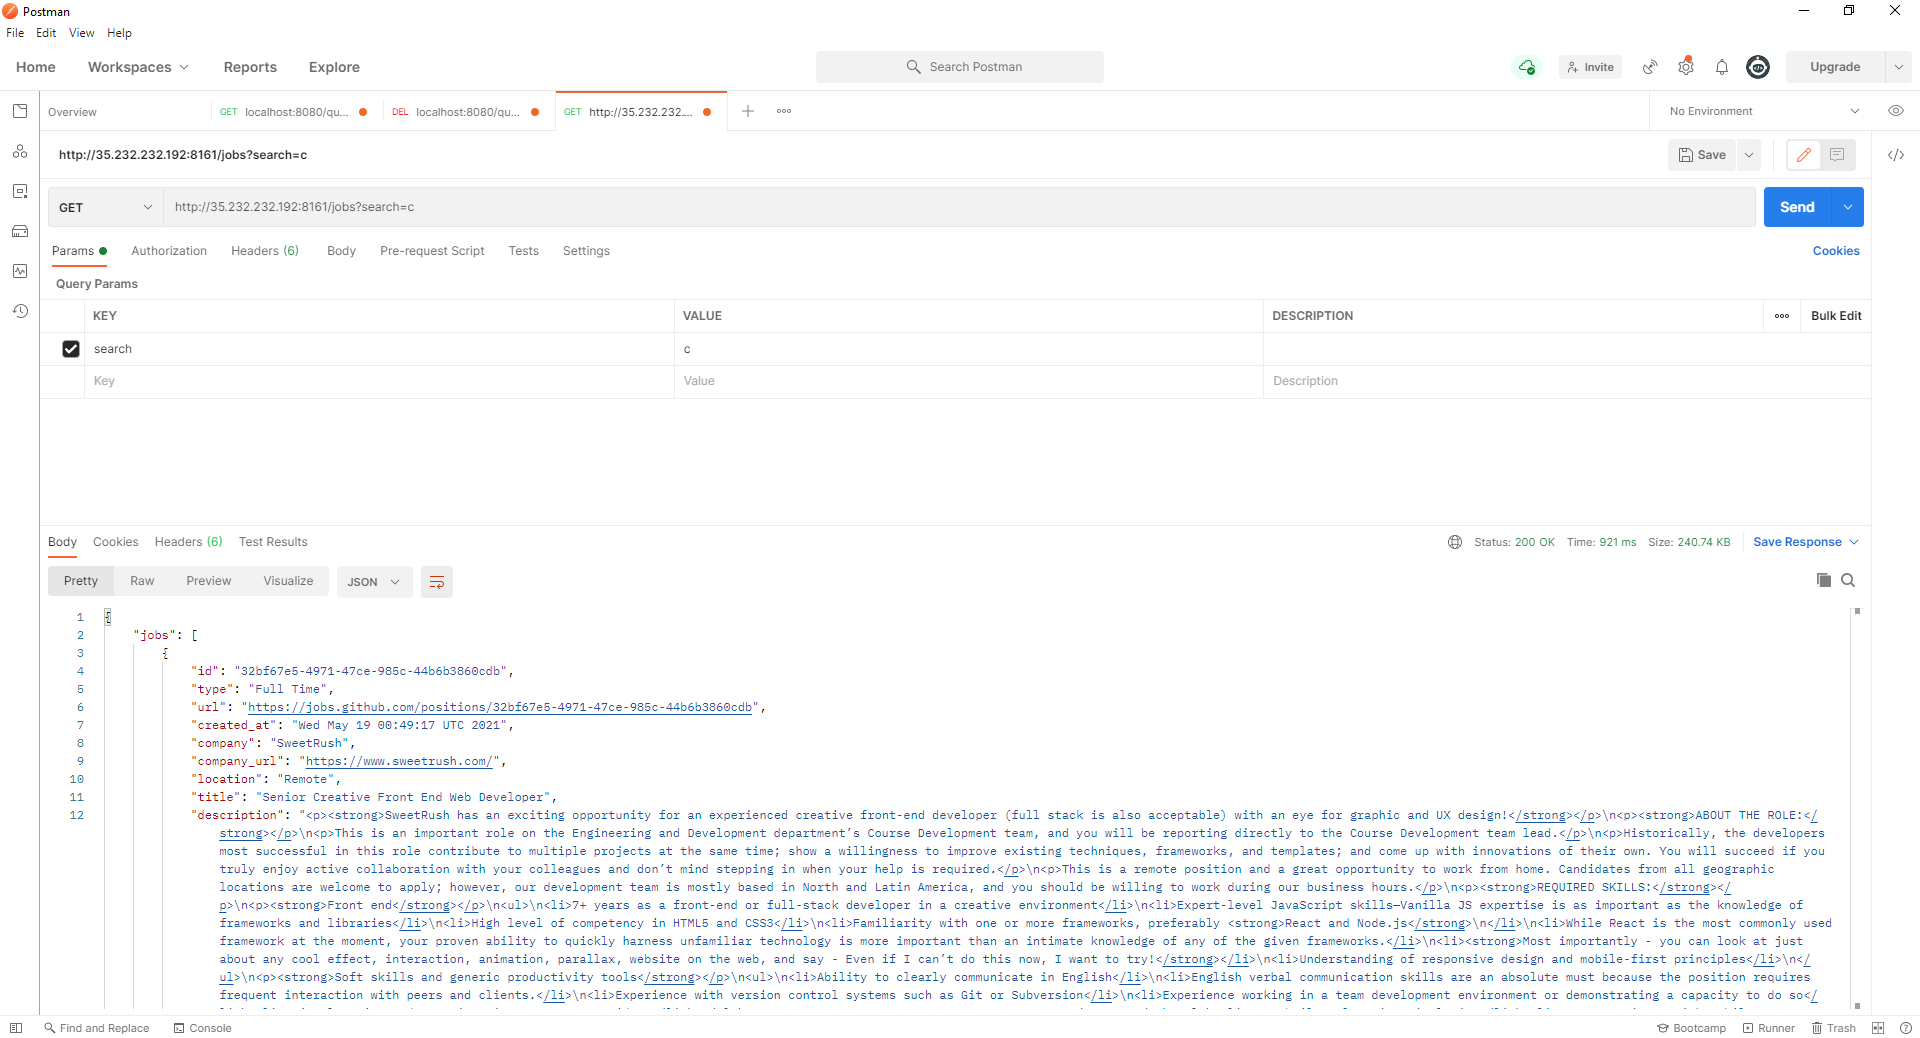 Postman
File Edit View Help
Home Workspaces Reports Explore Search Postman Invite Upgrade
Overview GET localhost:8080/qu... DEL localhost:8080/qu... GET http://35.232.232.... No Environment
http://35.232.232.192:8161/jobs?search=c Save
GET http://35.232.232.192:8161/jobs?search=c Send
Params Authorization Headers (6) Body Pre-request Script Tests Settings Cookies
Query Params
KEY VALUE DESCRIPTION Bulk Edit
search c
Key Value Description
Body Cookies Headers (6) Test Results Status: 200 OK Time: 921 ms Size: 240.74 KB Save Response
Pretty Raw Preview Visualize JSON
1 {
2 "jobs": [
3 {
4 "id": "32bf67e5-4971-47ce-985c-44b6b3860cdb",
5 "type": "Full Time",
6 "url": "https://jobs.github.com/positions/32bf67e5-4971-47ce-985c-44b6b3860cdb",
7 "created_at": "Wed May 19 00:49:17 UTC 2021",
8 "company": "SweetRush",
9 "company_url": "https://www.sweetrush.com/",
10 "location": "Remote",
11 "title": "Senior Creative Front End Web Developer",
12 "description": "<p><strong>SweetRush has an exciting opportunity for an experienced creative front-end developer (full stack is also acceptable) with an eye for graphic and UX design!</strong></p>\n<p><strong>ABOUT THE ROLE:</
strong></p>\n<p>This is an important role on the Engineering and Development department’s Course Development team, and you will be reporting directly to the Course Development team lead.</p>\n<p>Historically, the developers
most successful in this role contribute to multiple projects at the same time; show a willingness to improve existing techniques, frameworks, and templates; and come up with innovations of their own. You will succeed if you
truly enjoy active collaboration with your colleagues and don’t mind stepping in when your help is required.</p>\n<p>This is a remote position and a great opportunity to work from home. Candidates from all geographic
locations are welcome to apply; however, our development team is mostly based in North and Latin America, and you should be willing to work during our business hours.</p>\n<p><strong>REQUIRED SKILLS:</strong></
p>\n<p><strong>Front end</strong></p>\n<ul>\n<li>7+ years as a front-end or full-stack developer in a creative environment</li>\n<li>Expert-level JavaScript skills—Vanilla JS expertise is as important as the knowledge of
frameworks and libraries</li>\n<li>High level of competency in HTML5 and CSS3</li>\n<li>Familiarity with one or more frameworks, preferably <strong>React and Node.js</strong>\n</li>\n<li>While React is the most commonly used
framework at the moment, your proven ability to quickly harness unfamiliar technology is more important than an intimate knowledge of any of the given frameworks.</li>\n<li><strong>Most importantly - you can look at just
about any cool effect, interaction, animation, parallax, website on the web, and say - Even if I can’t do this now, I want to try!</strong></li>\n<li>Understanding of responsive design and mobile-first principles</li>\n</
ul>\n<p><strong>Soft skills and generic productivity tools</strong></p>\n<ul>\n<li>Ability to clearly communicate in English</li>\n<li>English verbal communication skills are an absolute must because the position requires
frequent interaction with peers and clients.</li>\n<li>Experience with version control systems such as Git or Subversion</li>\n<li>Experience working in a team development environment or demonstrating a capacity to do so</
Find and Replace Console Bootcamp Runner Trash